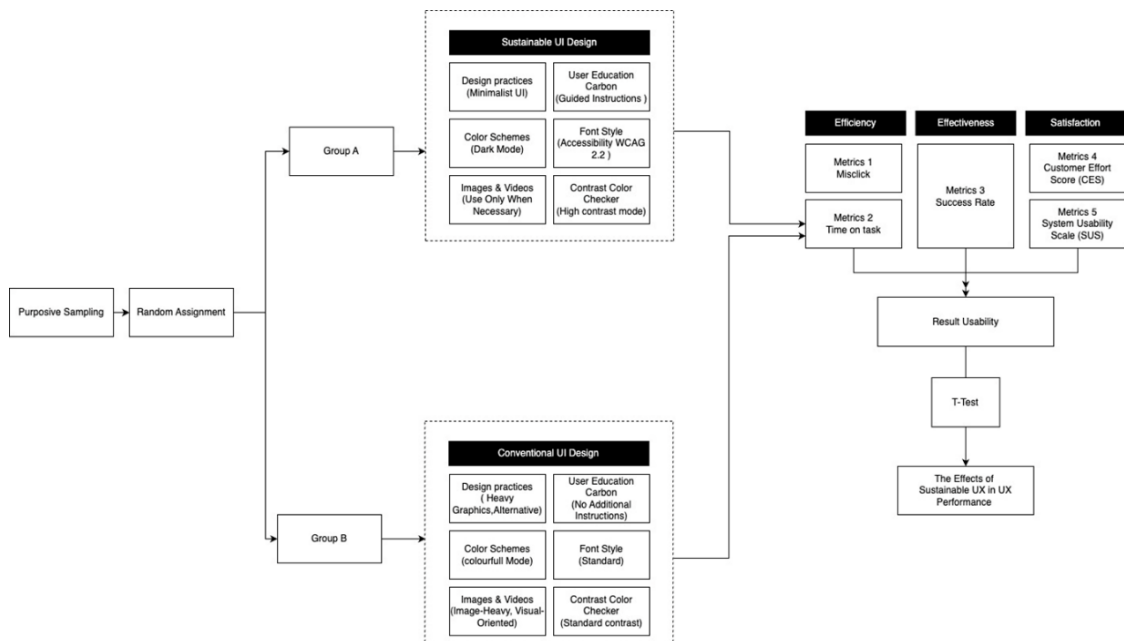 Purposive Sampling
Random Assignment
Group A
Sustainable UI Design
Design practices
(Minimalist UI)
User Education
Carbon
(Guided Instructions )
Color Schemes
(Dark Mode)
Font Style
(Accessibility WCAG
2.2 )
Images & Videos
(Use Only When
Necessary)
Contrast Color
Checker
(High contrast mode)
Group B
Conventional UI Design
Design practices
( Heavy
Graphics,Alternative)
User Education
Carbon
(No Additional
Instructions)
Color Schemes
(colourfull Mode)
Font Style
(Standard)
Images & Videos
(Image-Heavy, Visual-
Oriented)
Contrast Color
Checker
(Standard contrast)
Efficiency
Effectiveness
Satisfaction
Metrics 1
Misclick
Metrics 2
Time on task
Metrics 3
Success Rate
Metrics 4
Customer Effort
Score (CES)
Metrics 5
System Usability
Scale (SUS)
Result Usability
T-Test
The Effects of
Sustainable UX in UX
Performance